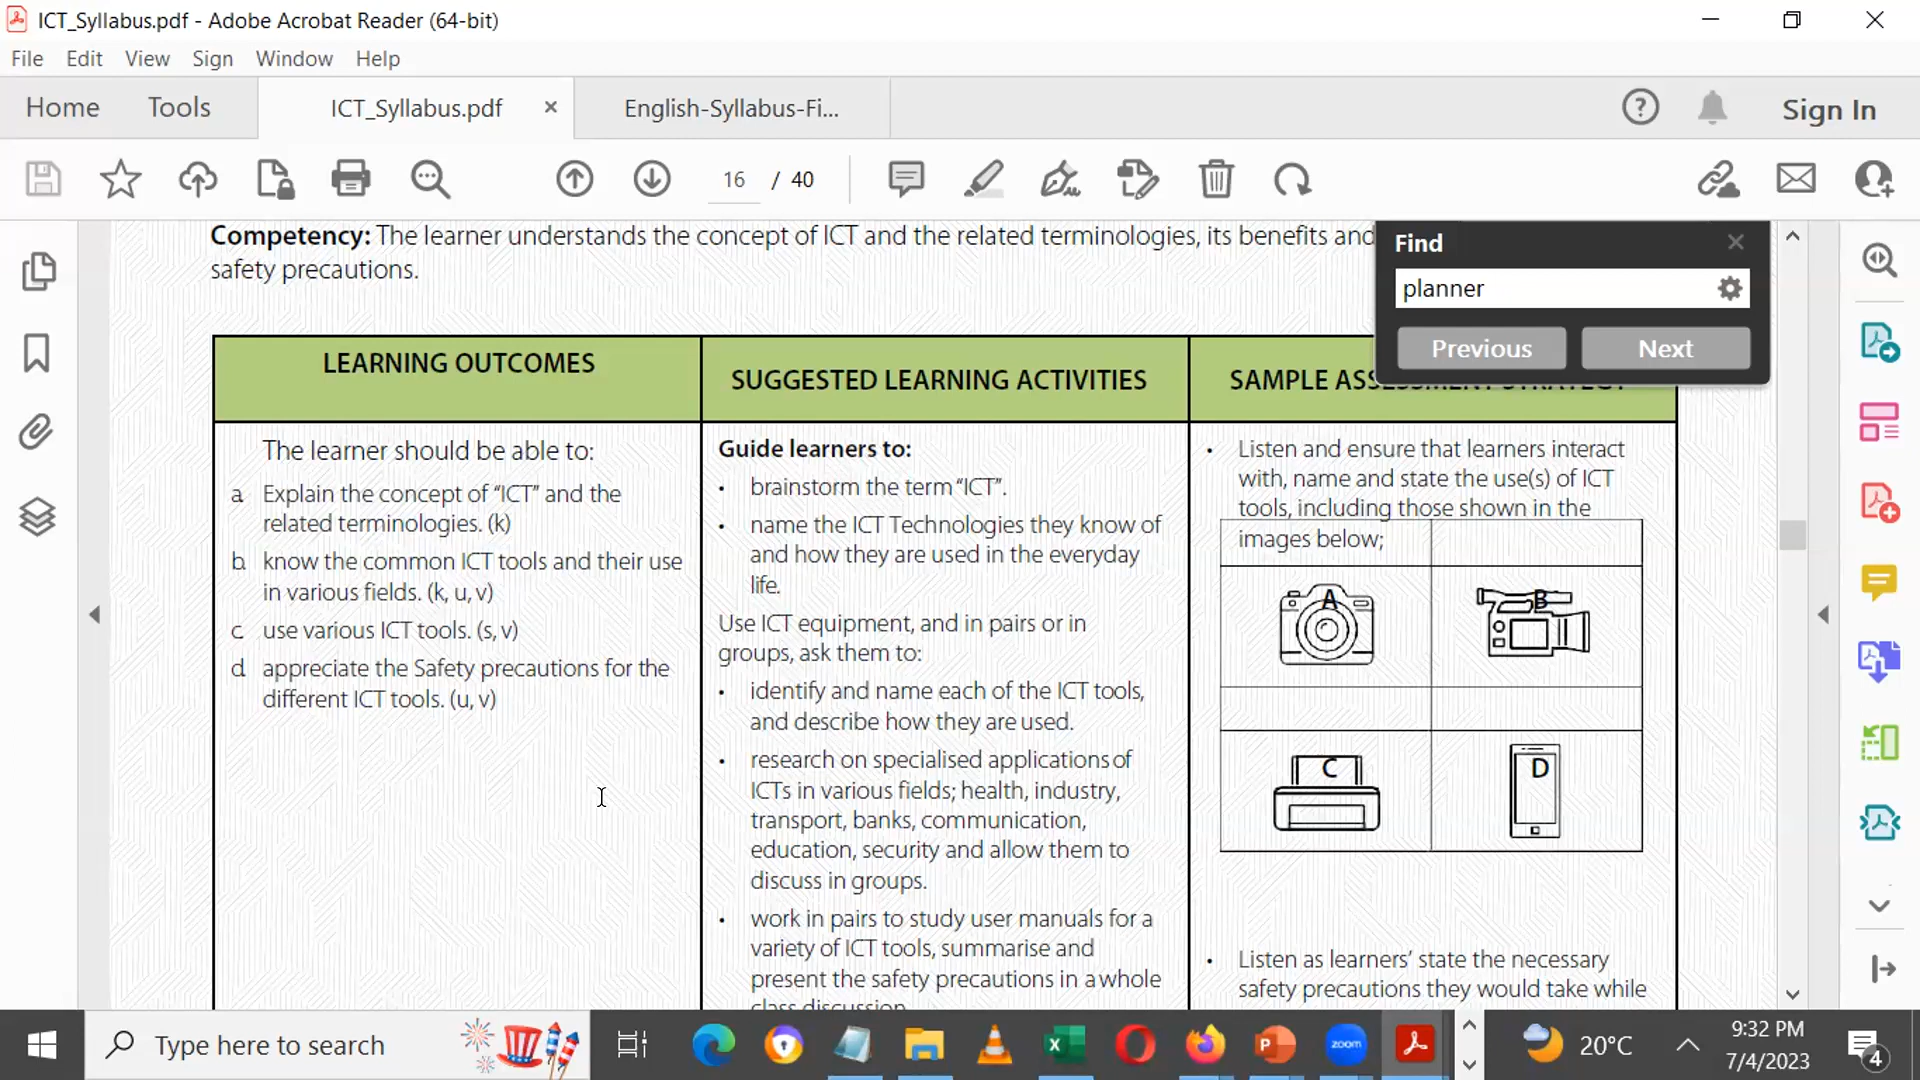 ICT_Syllabus.pdf - Adobe Acrobat Reader (64-bit)
File Edit View Sign Window Help
Home Tools ICT_Syllabus.pdf × English-Syllabus-Fi... Sign In
16 / 40
Competency: The learner understands the concept of ICT and the related terminologies, its benefits and
safety precautions.
Find
planner
Previous Next
LEARNING OUTCOMES
SUGGESTED LEARNING ACTIVITIES
SAMPLE ASSESSMENT STRATEGY
The learner should be able to:
a Explain the concept of “ICT” and the
related terminologies. (k)
b. know the common ICT tools and their use
in various fields. (k, u, v)
c. use various ICT tools. (s, v)
d. appreciate the Safety precautions for the
different ICT tools. (u, v)
Guide learners to:
• brainstorm the term “ICT”.
• name the ICT Technologies they know of
and how they are used in the everyday
life.
Use ICT equipment, and in pairs or in
groups, ask them to:
• identify and name each of the ICT tools,
and describe how they are used.
• research on specialised applications of
ICTs in various fields; health, industry,
transport, banks, communication,
education, security and allow them to
discuss in groups.
• work in pairs to study user manuals for a
variety of ICT tools, summarise and
present the safety precautions in a whole
class discussion.
• Listen and ensure that learners interact
with, name and state the use(s) of ICT
tools, including those shown in the
images below;
A B
C D
• Listen as learners’ state the necessary
safety precautions they would take while
Type here to search
zoom
20°C
9:32 PM
7/4/2023
4